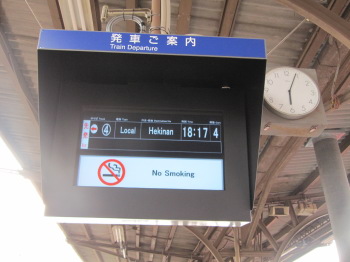 発車ご案内
Train Departure
④ Local Hekinan 18:17 4
No Smoking